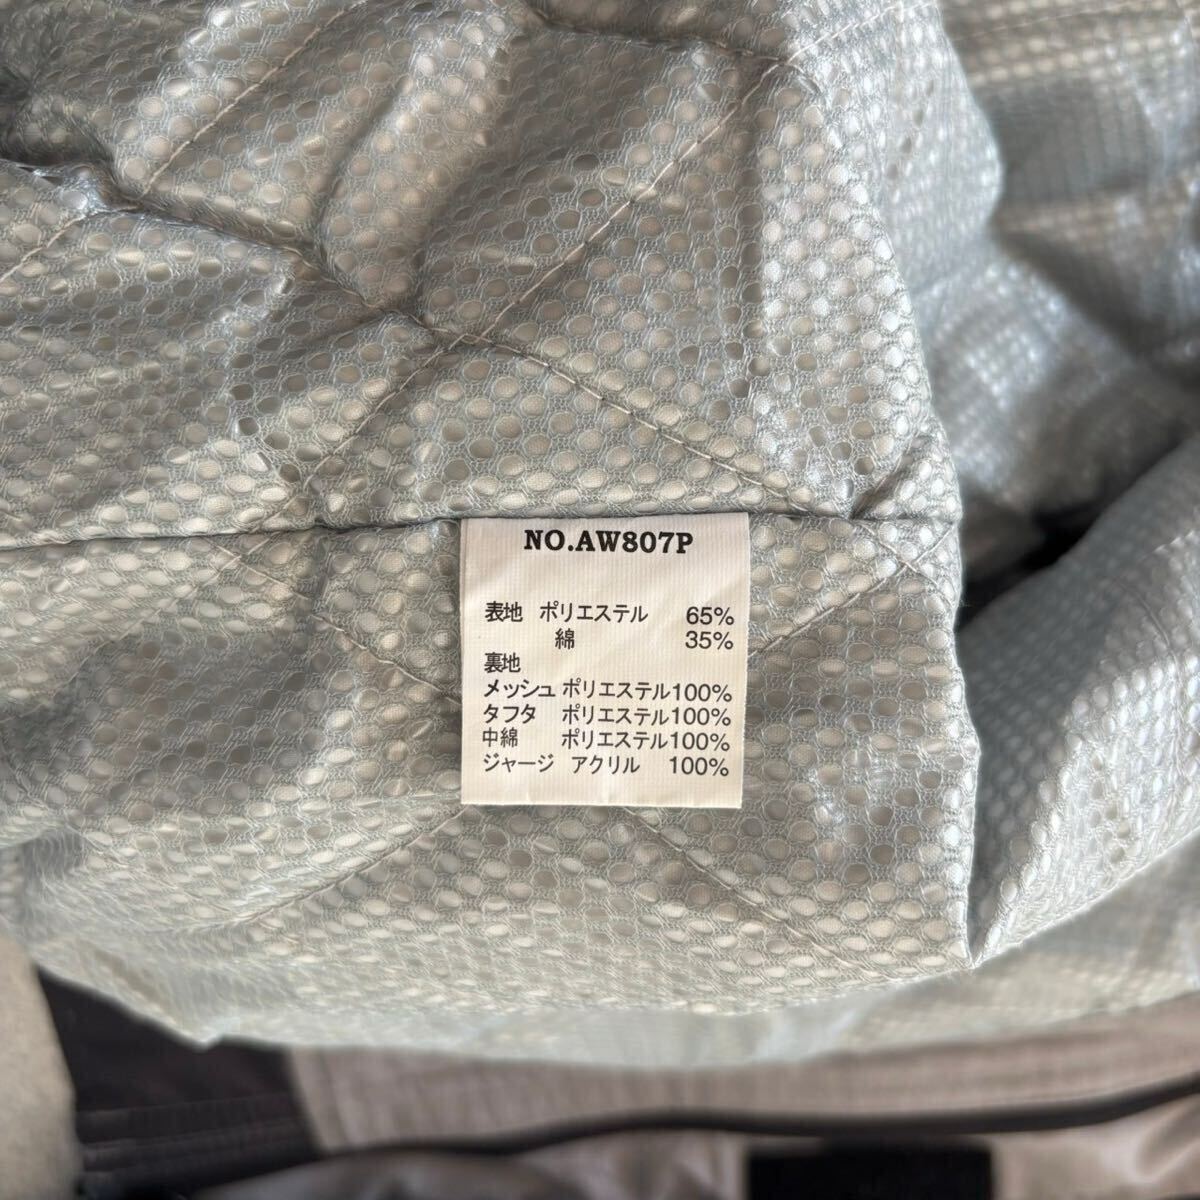 NO.AW807P
表地 ポリエステル 65%
綿 35%
裏地
メッシュ ポリエステル100%
タフタ ポリエステル100%
中綿 ポリエステル100%
ジャージ アクリル 100%